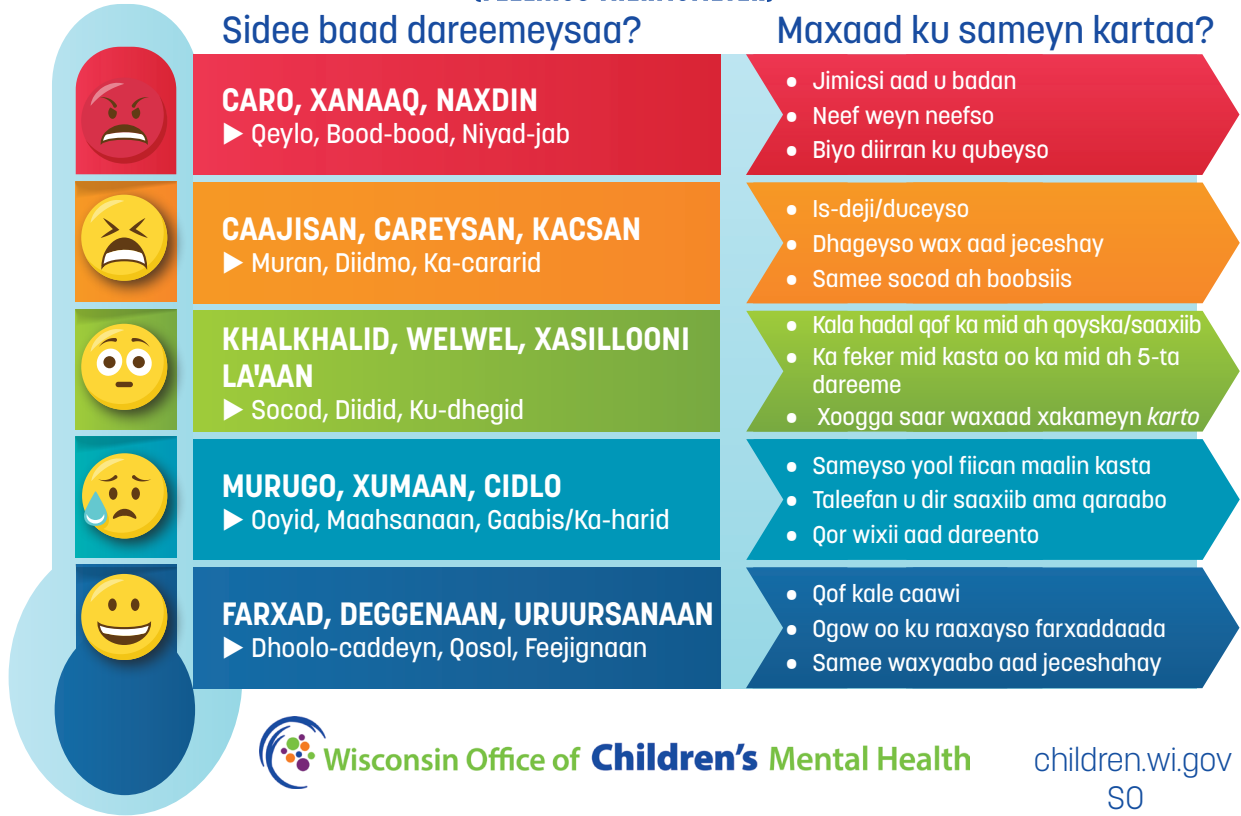 Sidee baad dareemeysaa?
Maxaad ku sameyn kartaa?
CARO, XANAAQ, NAXDIN
▶ Qeylo, Bood-bood, Niyad-jab
• Jimicsi aad u badan
• Neef weyn neefso
• Biyo diirran ku qubeyso
CAAJISAN, CAREYSAN, KACSAN
▶ Muran, Diidmo, Ka-cararid
• Is-deji/duceyso
• Dhageyso wax aad jeceshay
• Samee socod ah boobsiis
KHALKHALID, WELWEL, XASILLOONI
LA'AAN
▶ Socod, Diidid, Ku-dhegid
• Kala hadal qof ka mid ah qoyska/saaxiib
• Ka feker mid kasta oo ka mid ah 5-ta
dareeme
• Xoogga saar waxaad xakameyn karto
MURUGO, XUMAAN, CIDLO
▶ Ooyid, Maahsanaan, Gaabis/Ka-harid
• Sameyso yool fiican maalin kasta
• Taleefan u dir saaxiib ama qaraabo
• Qor wixii aad dareento
FARXAD, DEGGENAAN, URUURSANAAN
▶ Dhoolo-caddeyn, Qosol, Feejignaan
• Qof kale caawi
• Ogow oo ku raaxayso farxaddaada
• Samee waxyaabo aad jeceshahay
Wisconsin Office of Children's Mental Health
children.wi.gov
SO